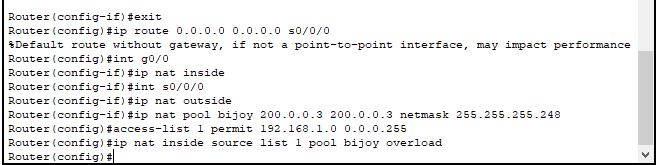 Router(config-if)#exit
Router(config)#ip route 0.0.0.0 0.0.0.0 s0/0/0
%Default route without gateway, if not a point-to-point interface, may impact performance
Router(config)#int g0/0
Router(config-if)#ip nat inside
Router(config-if)#int s0/0/0
Router(config-if)#ip nat outside
Router(config-if)#ip nat pool bijoy 200.0.0.3 200.0.0.3 netmask 255.255.255.248
Router(config)#access-list 1 permit 192.168.1.0 0.0.0.255
Router(config)#ip nat inside source list 1 pool bijoy overload
Router(config)#